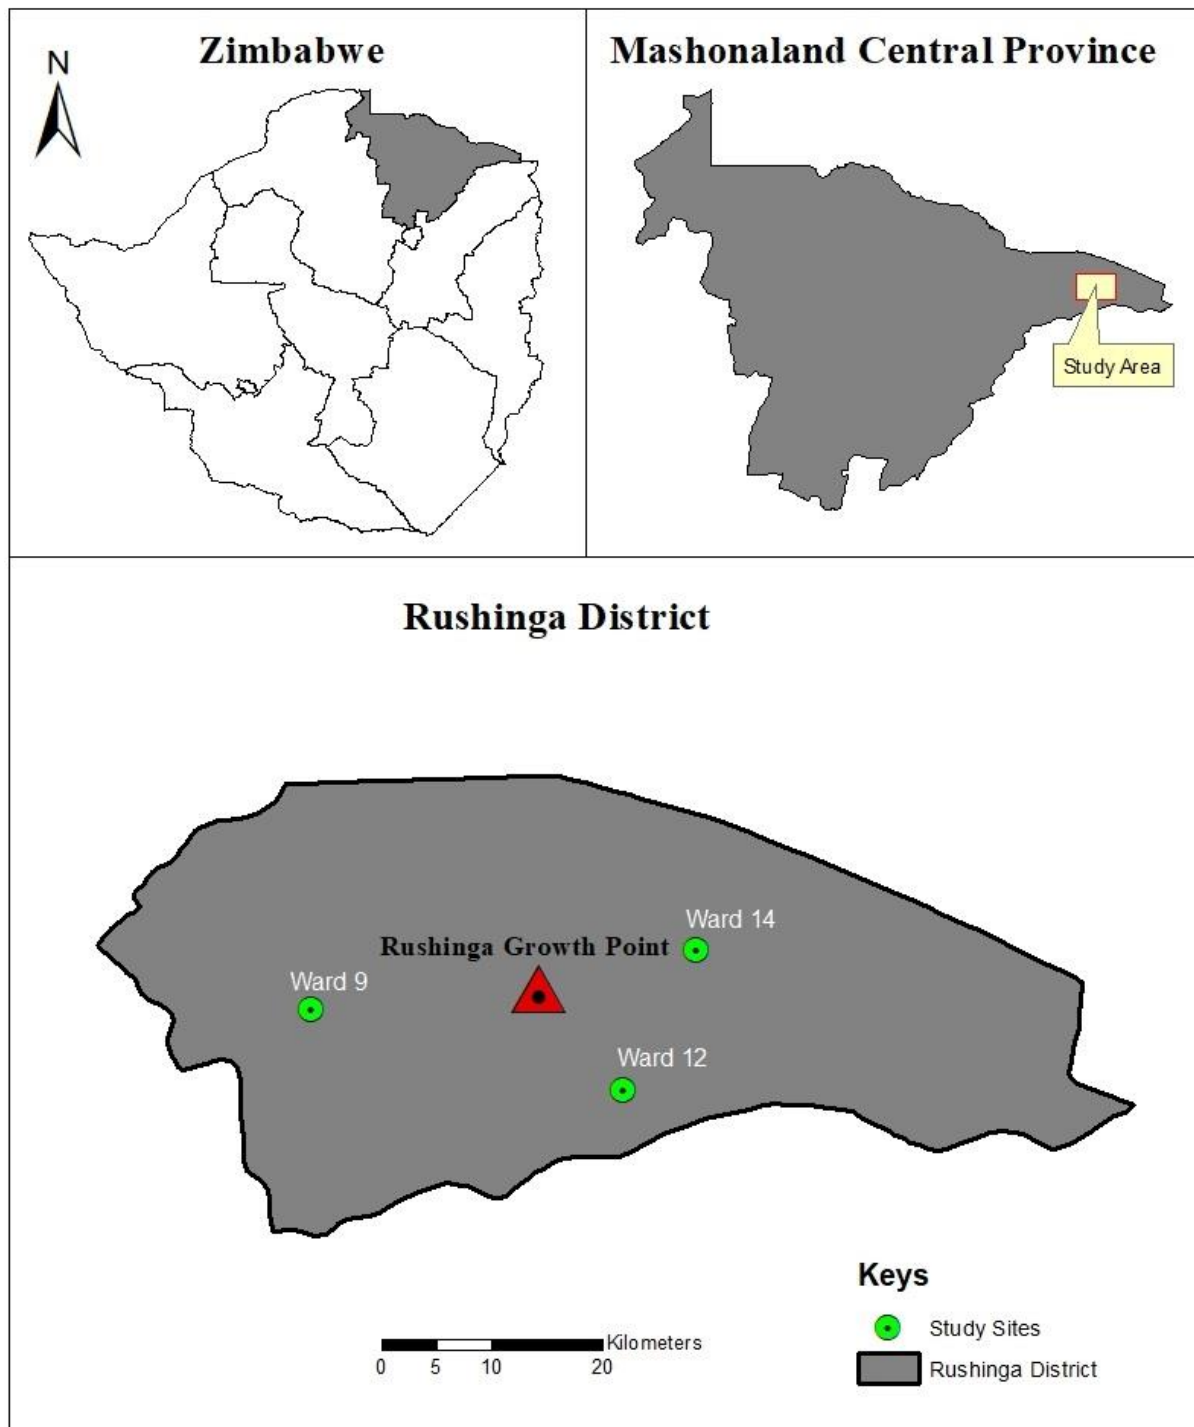 Zimbabwe
N
Mashonaland Central Province
Study Area
Rushinga District
Ward 14
Rushinga Growth Point
Ward 9
Ward 12
Keys
Study Sites
Rushinga District
Kilometers
0 5 10 20